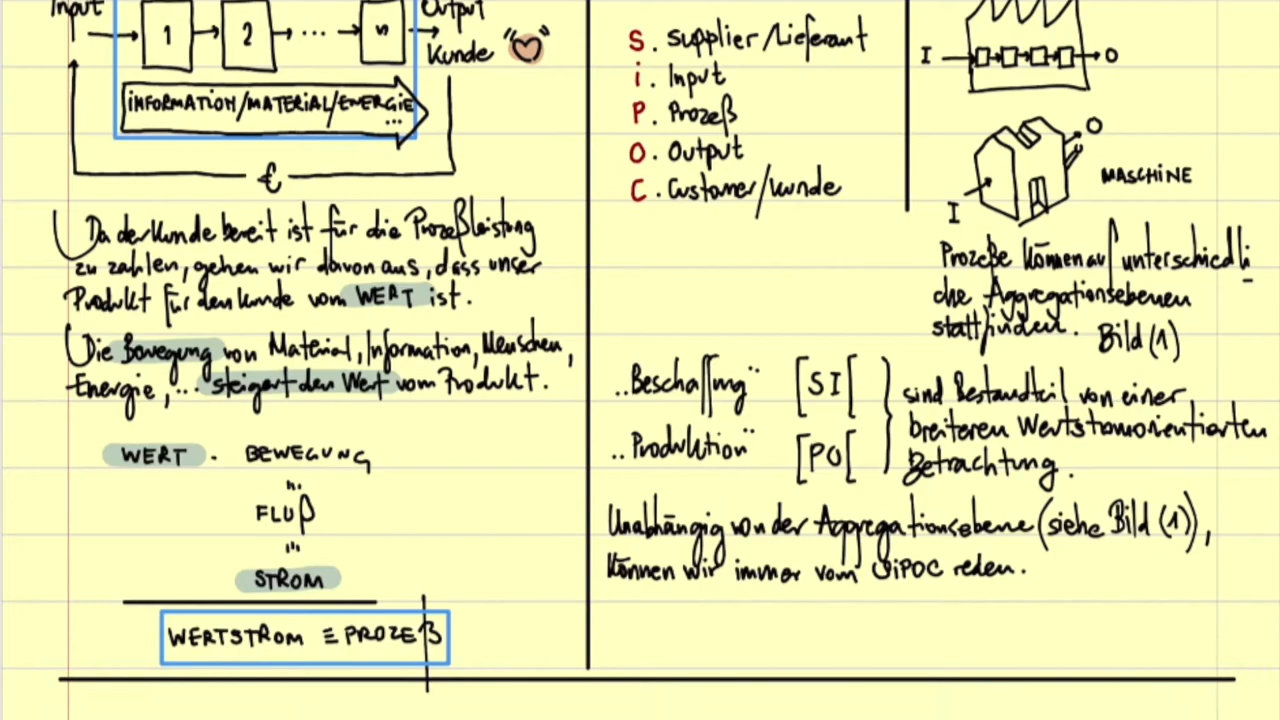 Input
Output
1
2
...
n
Kunde "♡"
INFORMATION/MATERIAL/ENERGIE
...
€
Da der Kunde bereit ist für die Prozeßleistung
zu zahlen, gehen wir davon aus, dass unser
Produkt für den Kunde vom WERT ist.
Die Bewegung von Material, Information, Menschen,
Energie, ... steigert den Wert vom Produkt.
WERT . BEWEGUNG
"
FLUß
"
STROM
WERTSTROM ≡ PROZEß
S. Supplier/Lieferant
i. Input
P. Prozeß
O. Output
C. Customer/Kunde
I
O
O
MASCHINE
I
Prozeße können auf unterschiedli
che Aggregationsebenen
stattfinden. Bild (1)
"Beschaffung" [SI[
"Produktion" [PO[
sind Bestandteil von einer
breiteren Wertstromorientierten
Betrachtung.
Unabhängig von der Aggregationsebene (siehe Bild (1)),
können wir immer vom SiPOC reden.